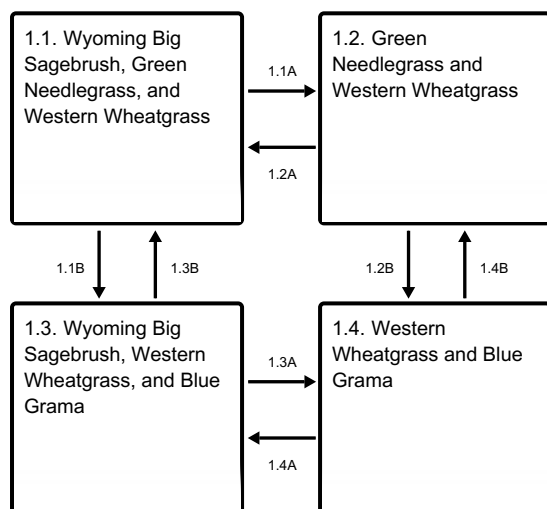 1.1. Wyoming Big
Sagebrush, Green
Needlegrass, and
Western Wheatgrass
1.1A
1.2. Green
Needlegrass and
Western Wheatgrass
1.2A
1.1B
1.3B
1.2B
1.4B
1.3. Wyoming Big
Sagebrush, Western
Wheatgrass, and Blue
Grama
1.3A
1.4. Western
Wheatgrass and Blue
Grama
1.4A